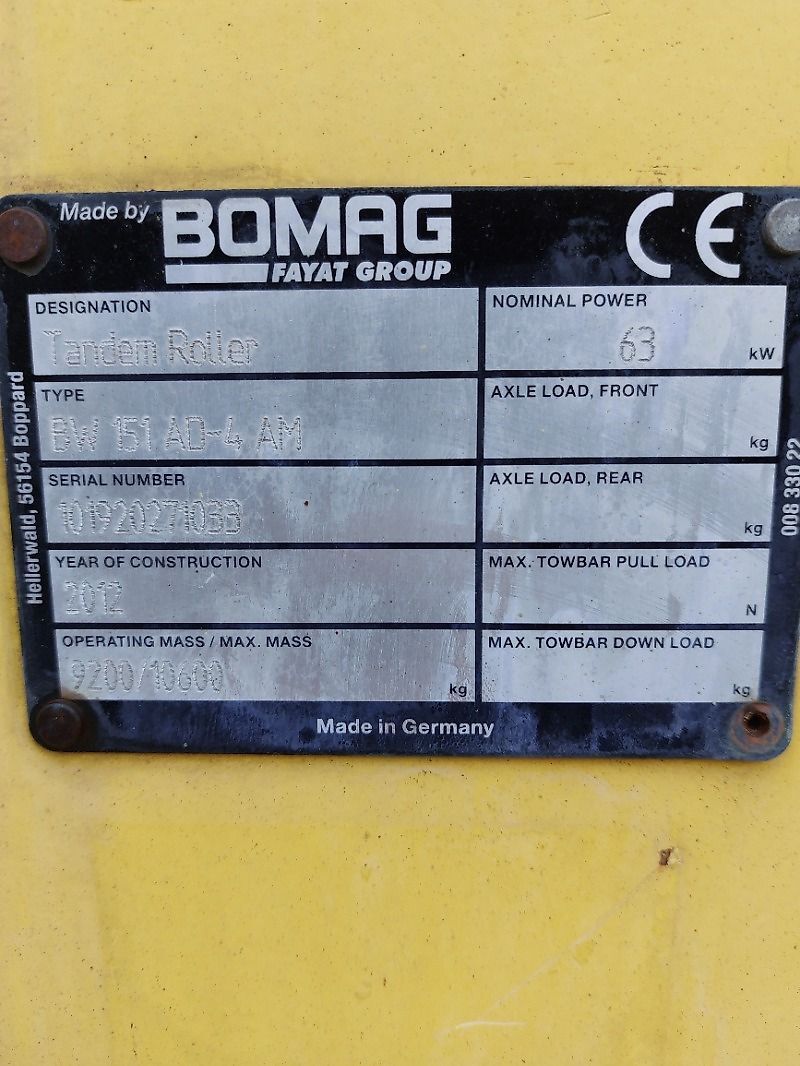 Made by BOMAG CE
FAYAT GROUP
DESIGNATION
Tandem Roller
NOMINAL POWER
63 kW
TYPE
BW 151 AD-4 AM
AXLE LOAD, FRONT
kg
SERIAL NUMBER
101920271033
AXLE LOAD, REAR
kg
YEAR OF CONSTRUCTION
2012
MAX. TOWBAR PULL LOAD
N
OPERATING MASS / MAX. MASS
9200/10600 kg
MAX. TOWBAR DOWN LOAD
kg
Made in Germany
Hellerwald, 56154 Boppard
008 330 22